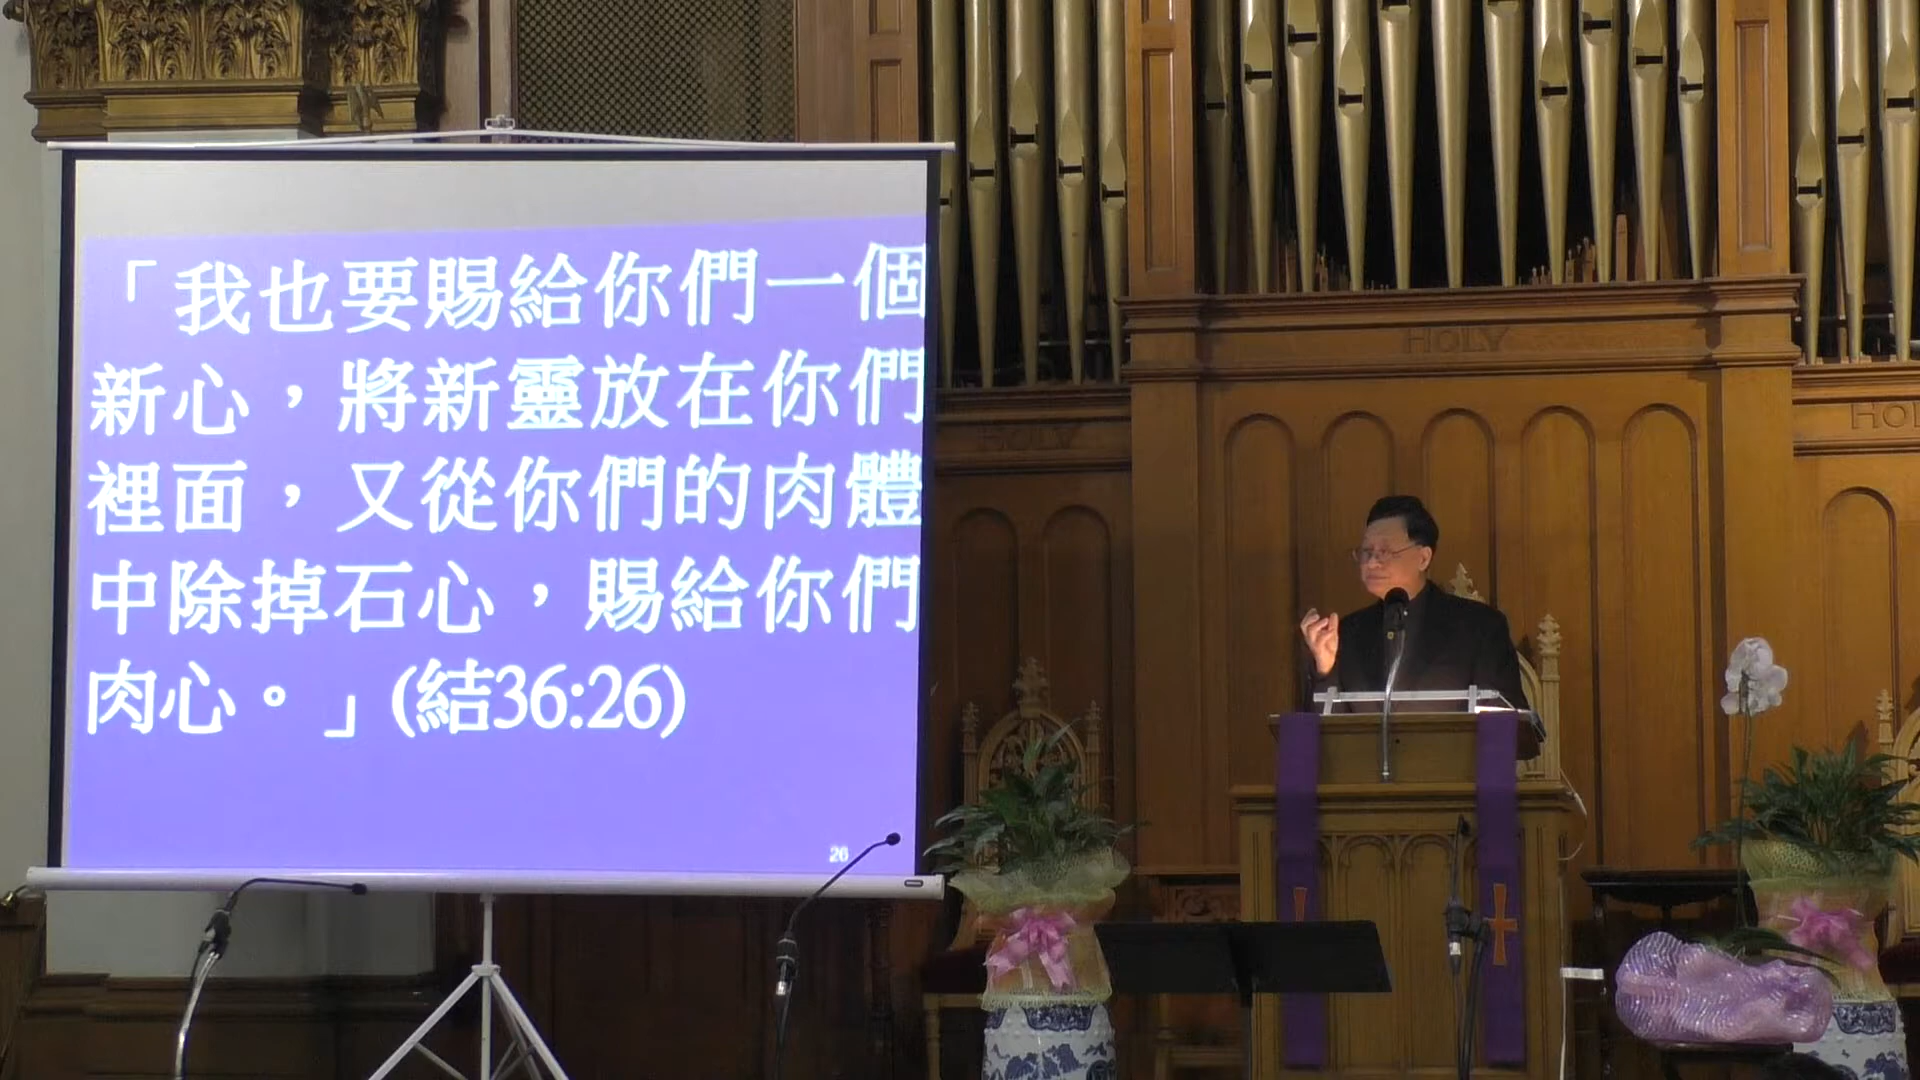 「我也要賜給你們一個
新心，將新靈放在你們
裡面，又從你們的肉體
中除掉石心，賜給你們
肉心。」(結36:26)
26
HOLY
HOLY
HOL